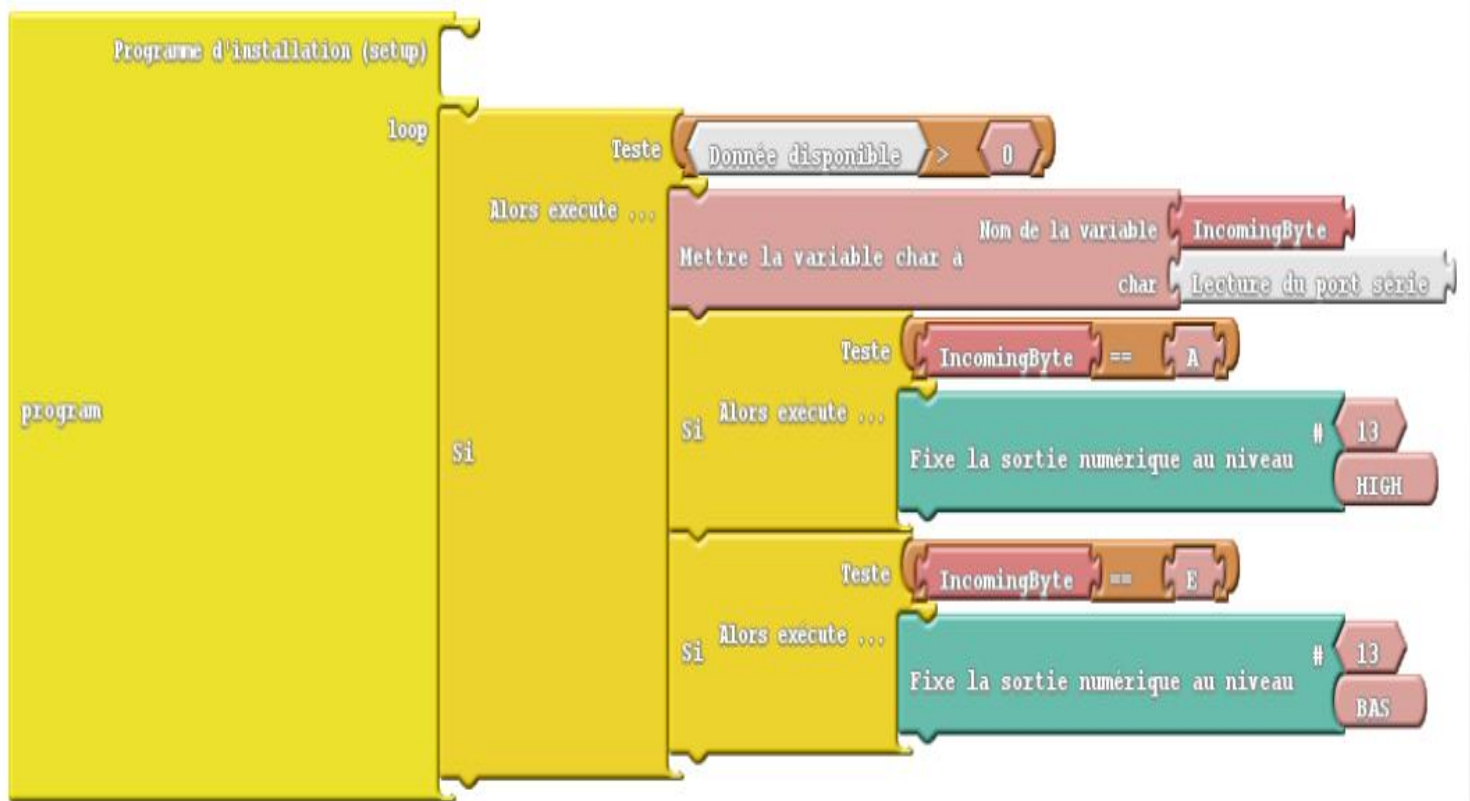 Programme d'installation (setup)
loop
Teste Donnée disponible > 0
Alors exécute ...
Nom de la variable IncomingByte
Mettre la variable char à
char Lecture du port série
Teste IncomingByte == A
Alors exécute ...
Si
# 13
Fixe la sortie numérique au niveau
HIGH
program
Si
Teste IncomingByte == E
Alors exécute ...
Si
# 13
Fixe la sortie numérique au niveau
BAS